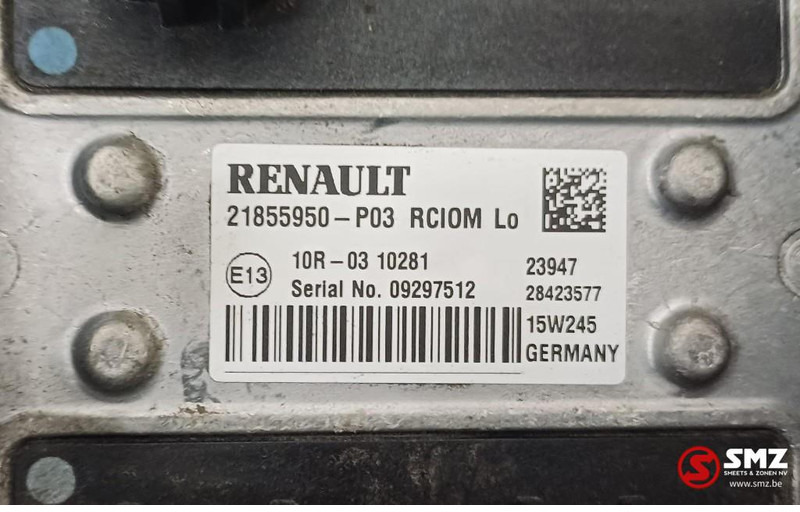 RENAULT
21855950-P03 RCIOM Lo
E13
10R-03 10281
23947
Serial No. 09297512
28423577
15W245
GERMANY
SMZ
SHEETS & ZONEN NV
www.smz.be